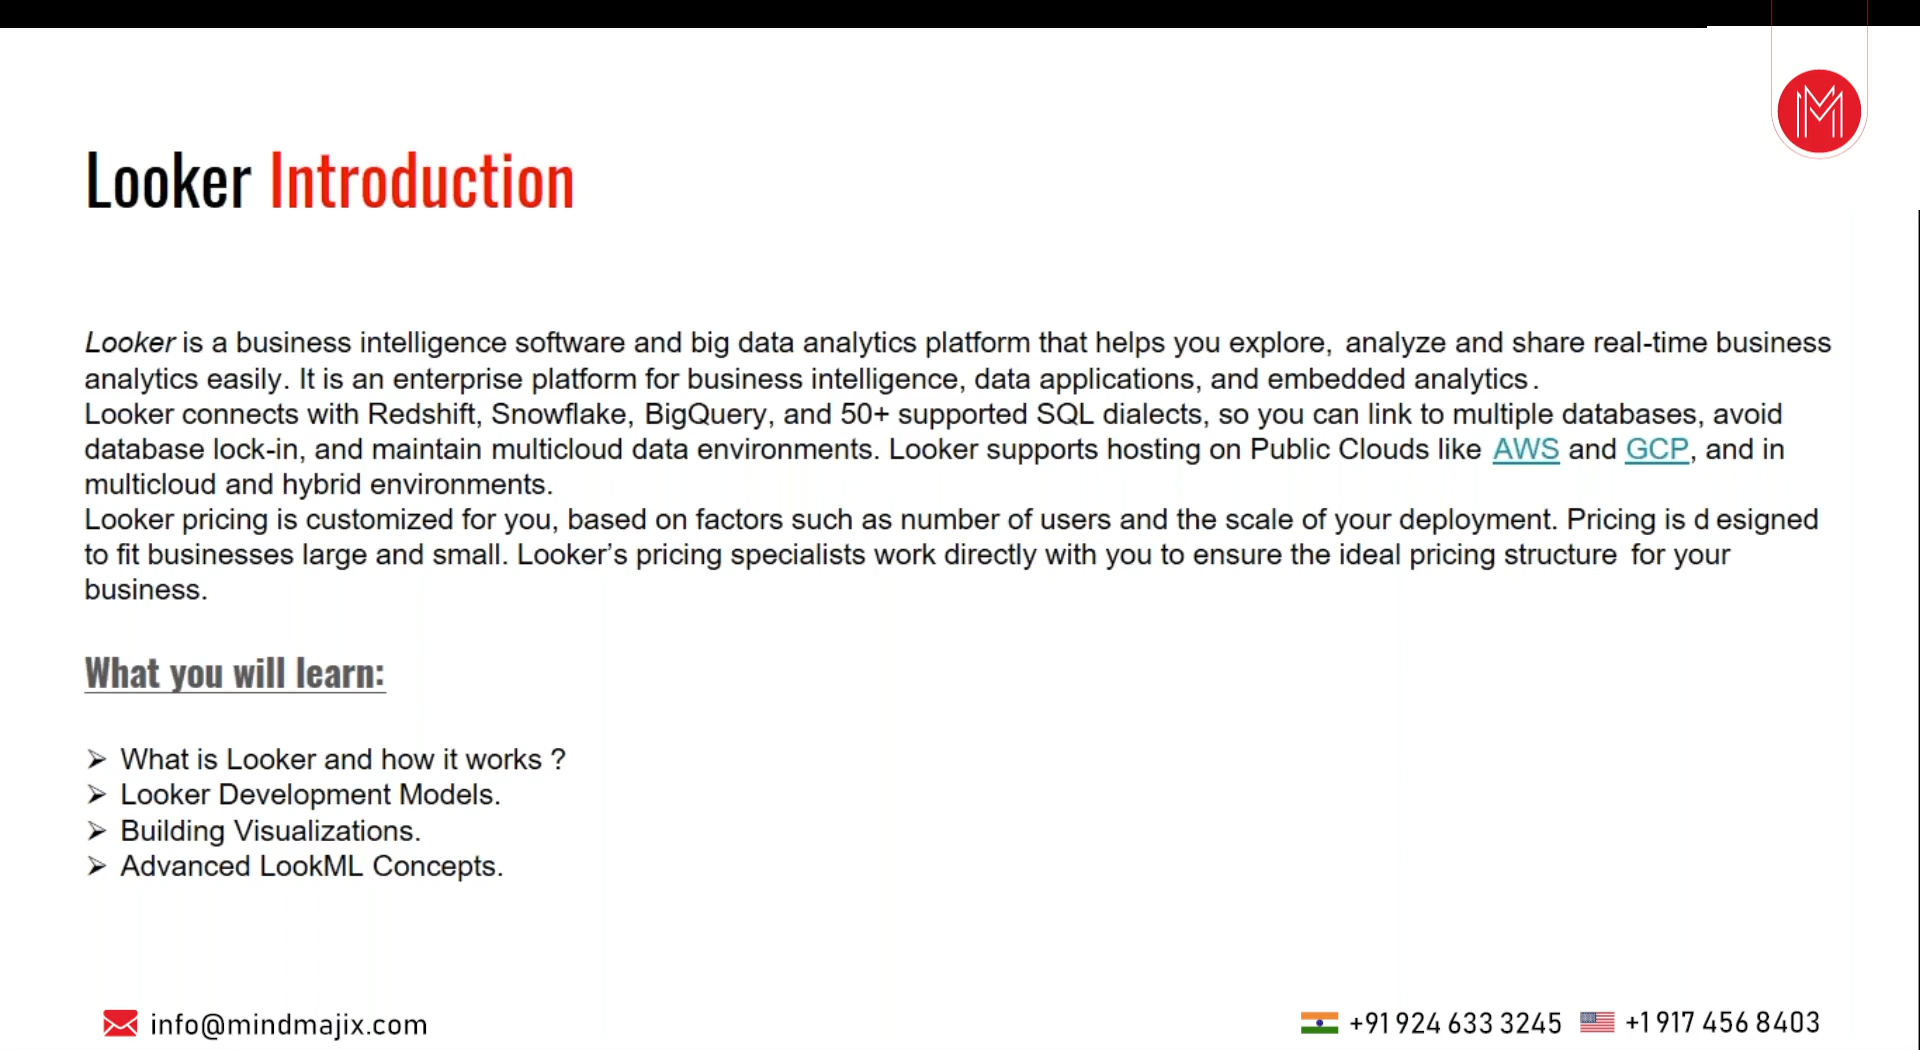 Looker Introduction
Looker is a business intelligence software and big data analytics platform that helps you explore, analyze and share real-time business
analytics easily. It is an enterprise platform for business intelligence, data applications, and embedded analytics.
Looker connects with Redshift, Snowflake, BigQuery, and 50+ supported SQL dialects, so you can link to multiple databases, avoid
database lock-in, and maintain multicloud data environments. Looker supports hosting on Public Clouds like AWS and GCP, and in
multicloud and hybrid environments.
Looker pricing is customized for you, based on factors such as number of users and the scale of your deployment. Pricing is d esigned
to fit businesses large and small. Looker’s pricing specialists work directly with you to ensure the ideal pricing structure for your
business.
What you will learn:
➢ What is Looker and how it works ?
➢ Looker Development Models.
➢ Building Visualizations.
➢ Advanced LookML Concepts.
info@mindmajix.com
+91 924 633 3245
+1 917 456 8403